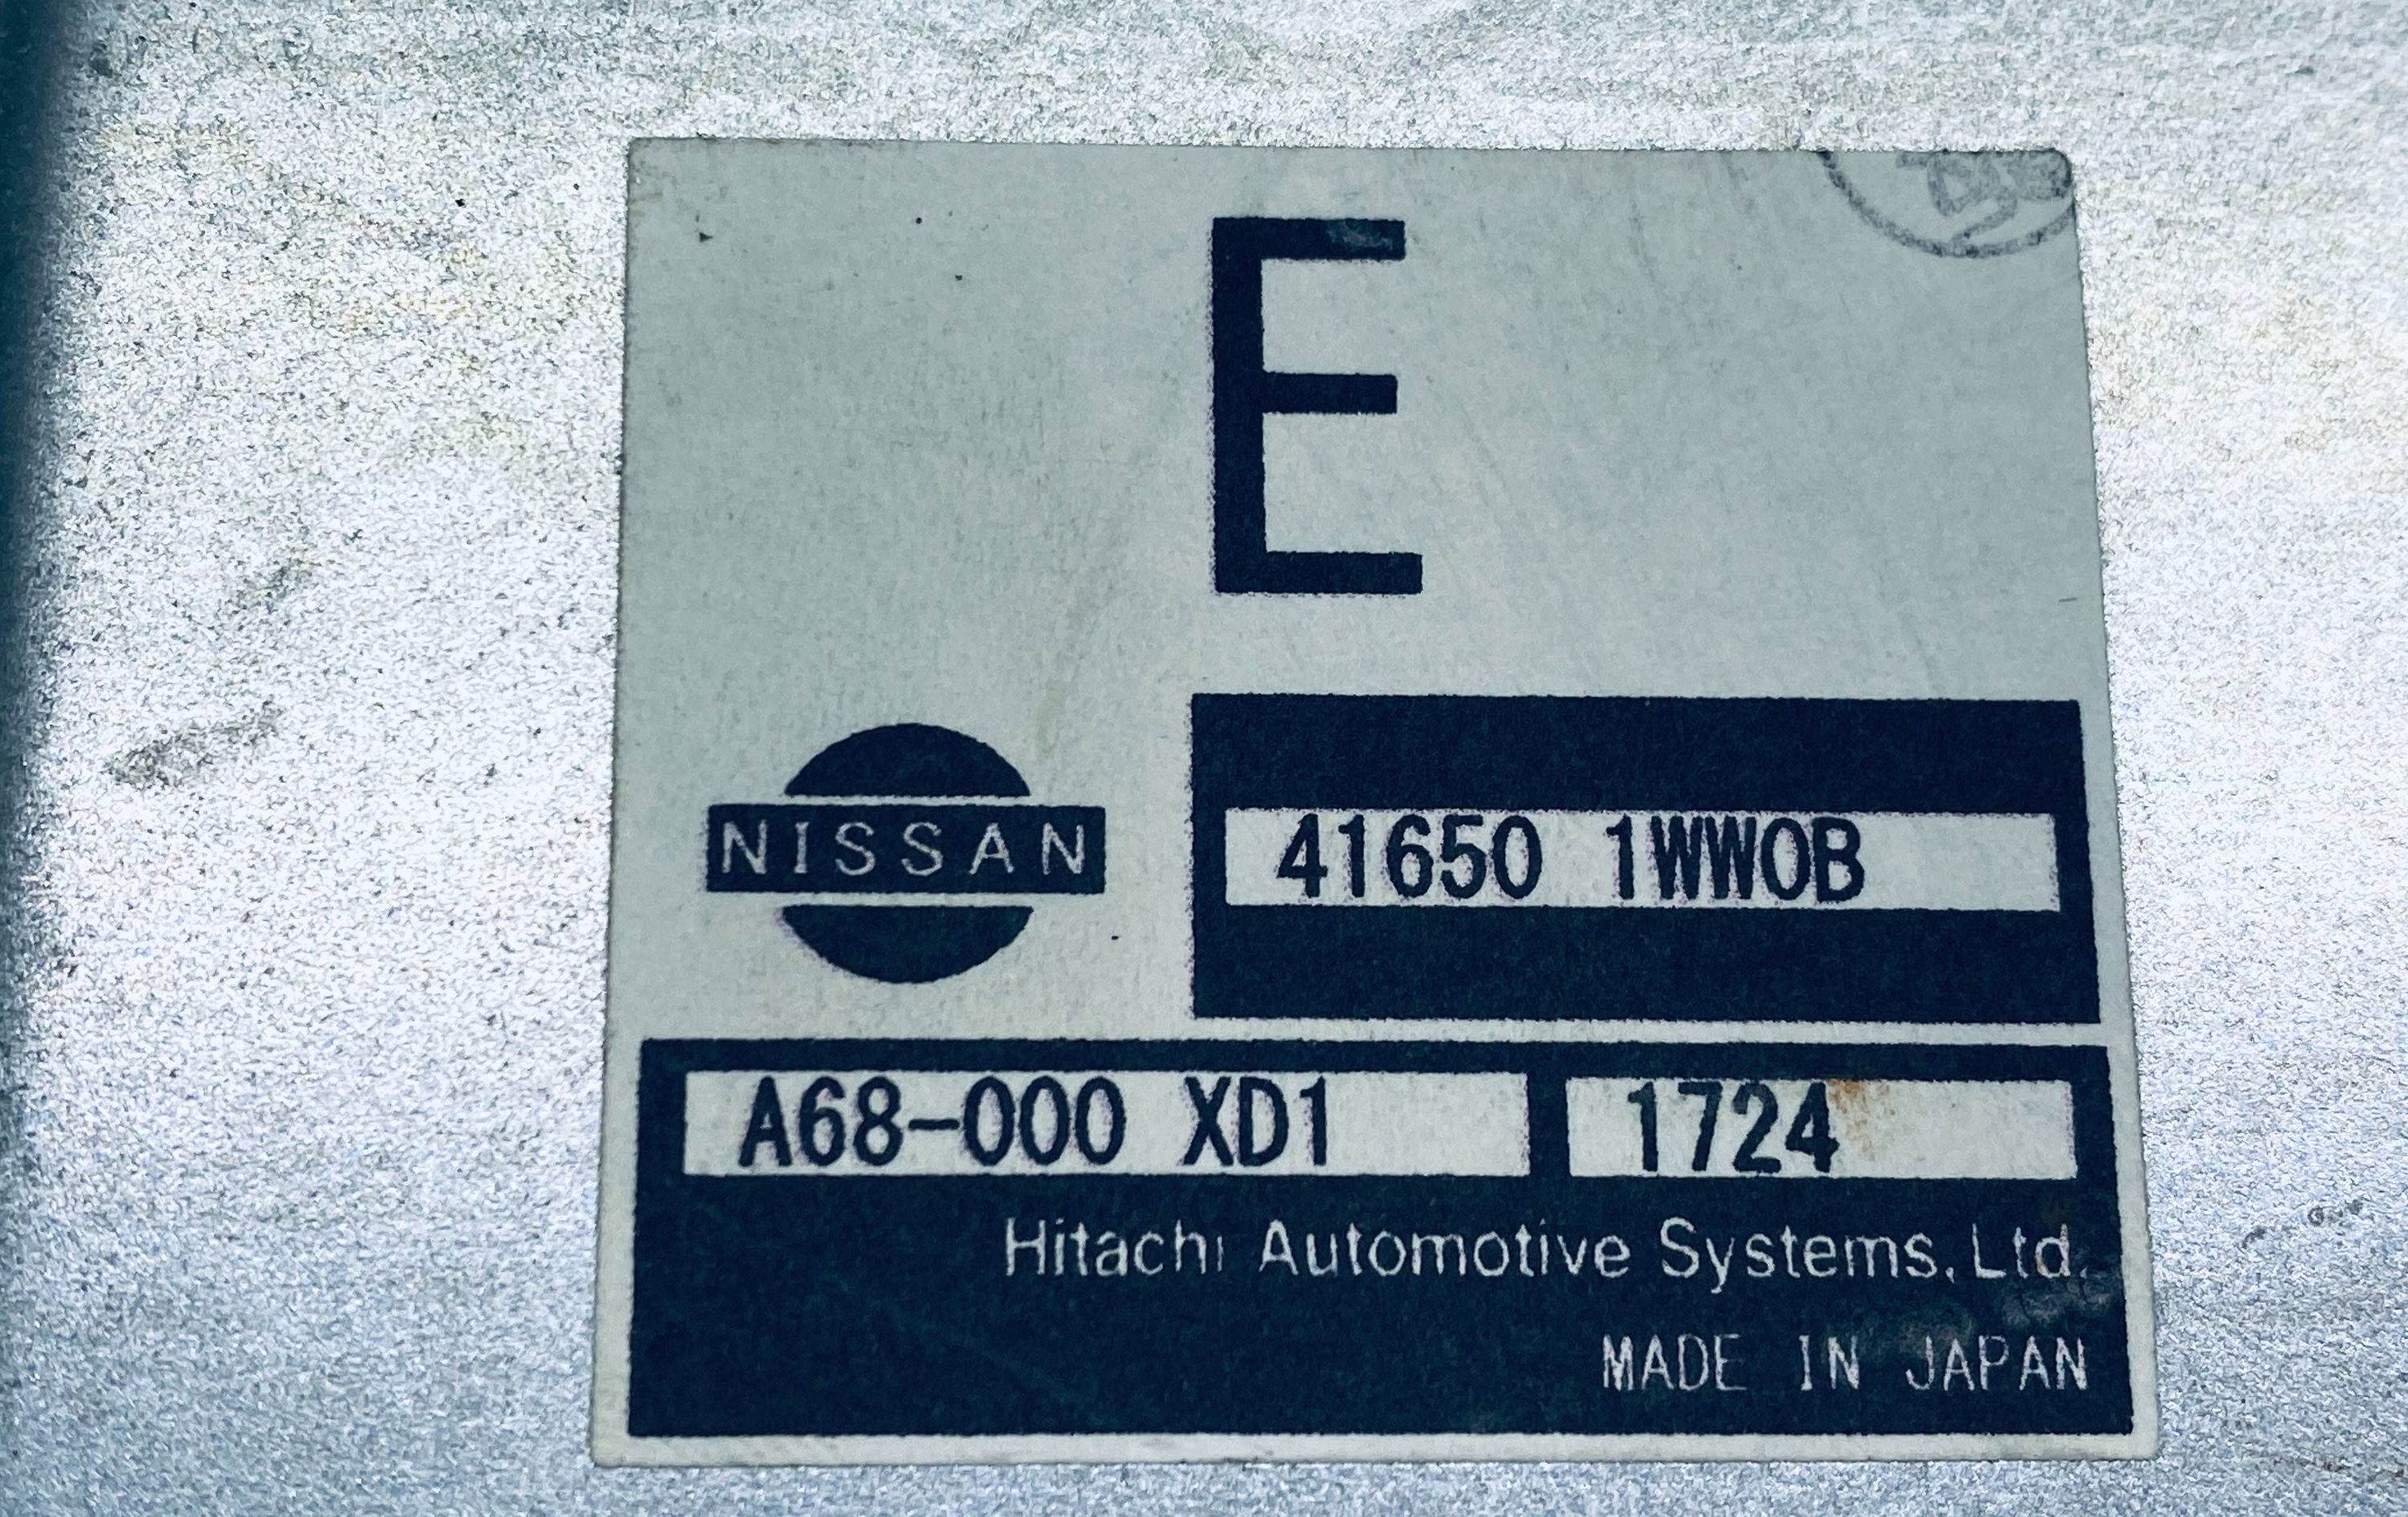 E
NISSAN
41650 1WW0B
A68-000 XD1 1724
Hitachi Automotive Systems, Ltd.
MADE IN JAPAN